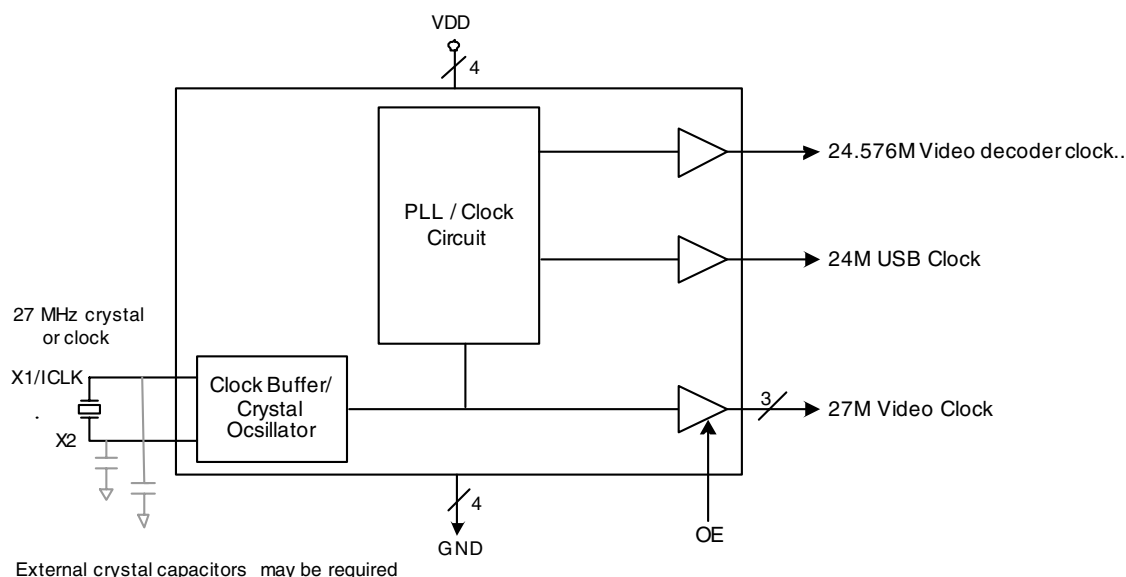 VDD
4
24.576M Video decoder clock..
PLL / Clock
Circuit
24M USB Clock
27 MHz crystal
or clock
X1/ICLK
Clock Buffer/
Crystal
Ocsillator
3
27M Video Clock
.
X2
4
GND
OE
External crystal capacitors may be required